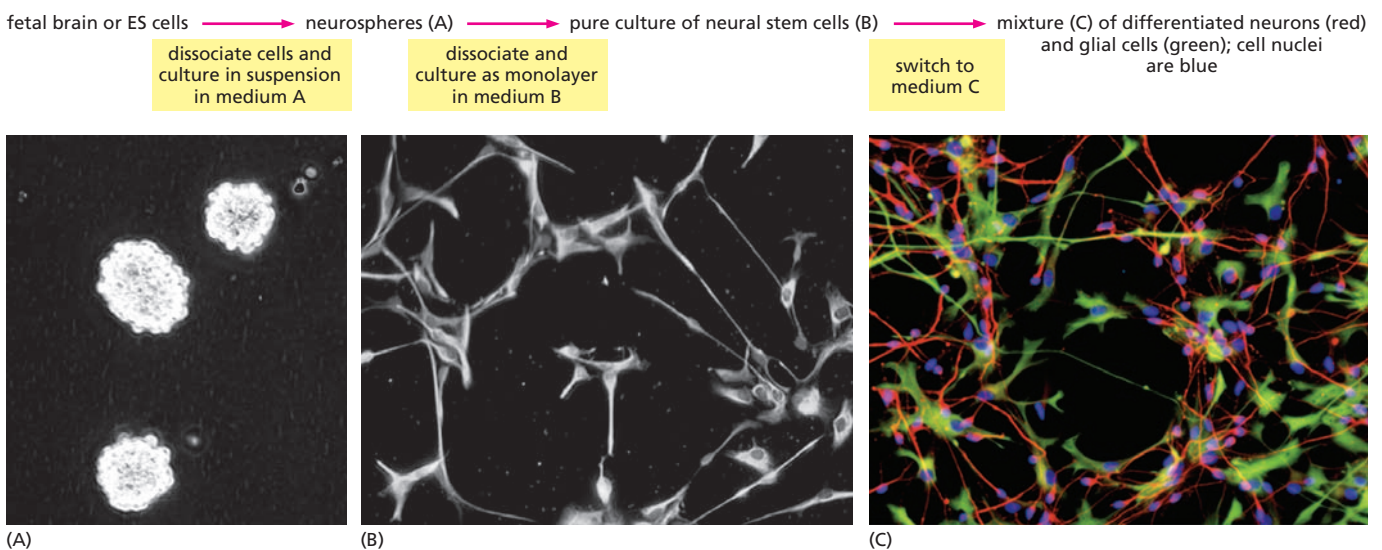 fetal brain or ES cells
neurospheres (A)
pure culture of neural stem cells (B)
mixture (C) of differentiated neurons (red)
and glial cells (green); cell nuclei
are blue
dissociate cells and
culture in suspension
in medium A
dissociate and
culture as monolayer
in medium B
switch to
medium C
(A)
(B)
(C)